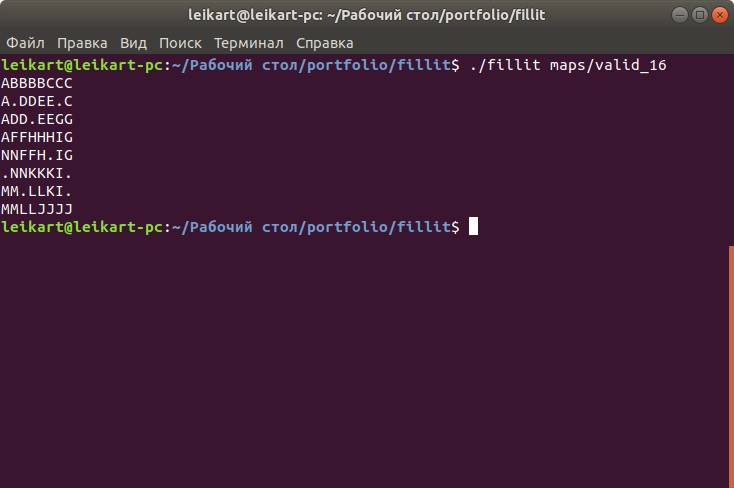 leikart@leikart-pc: ~/Рабочий стол/portfolio/fillit
Файл Правка Вид Поиск Терминал Справка
leikart@leikart-pc:~/Рабочий стол/portfolio/fillit$ ./fillit maps/valid_16
ABBBBCCC
A.DDEE.C
ADD.EEGG
AFFHHHIG
NNFFH.IG
.NNKKKI.
MM.LLKI.
MMLLJJJJ
leikart@leikart-pc:~/Рабочий стол/portfolio/fillit$